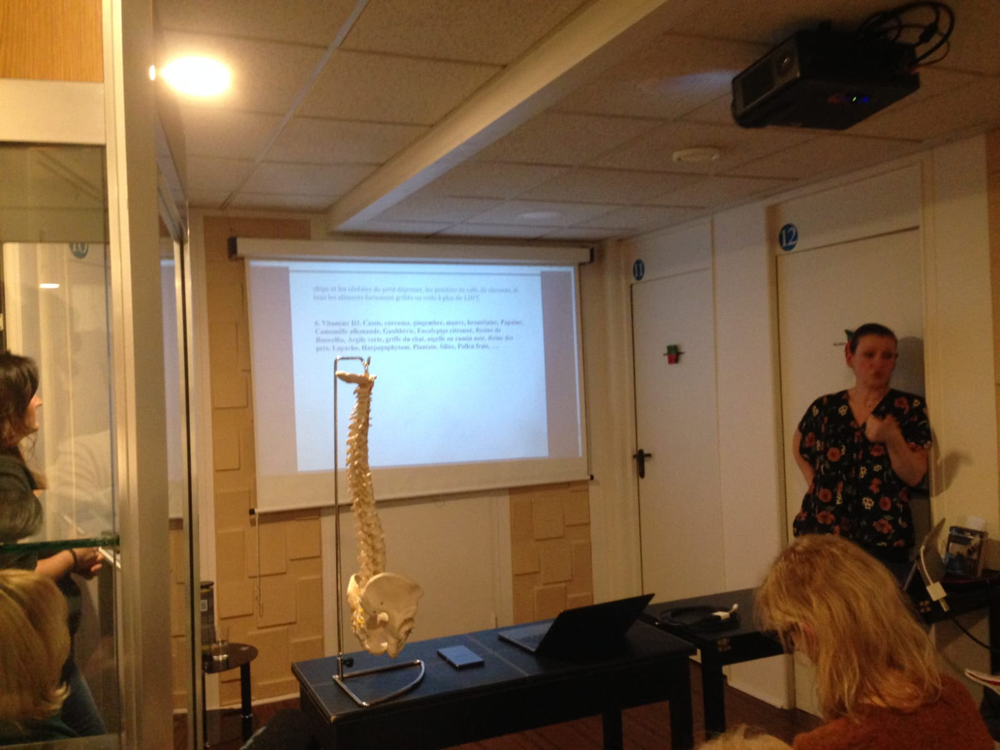 10
11
12
chips et les céréales du petit déjeuner, les poudres de café, de chicorée, et
tous les aliments fortement grillés ou cuits à plus de 120°C
6. Vitamine D3, Cassis, curcuma, gingembre, mauve, bromélaïne, Papaïne,
Camomille allemande, Gaulthérie, Eucalyptus citronné, Résine de
Boswellia, Argile verte, griffe du chat, nigelle ou cumin noir, Reine des
prés, Lapacho, Harpagophytum, Plantain, Silice, Pollen frais, ....